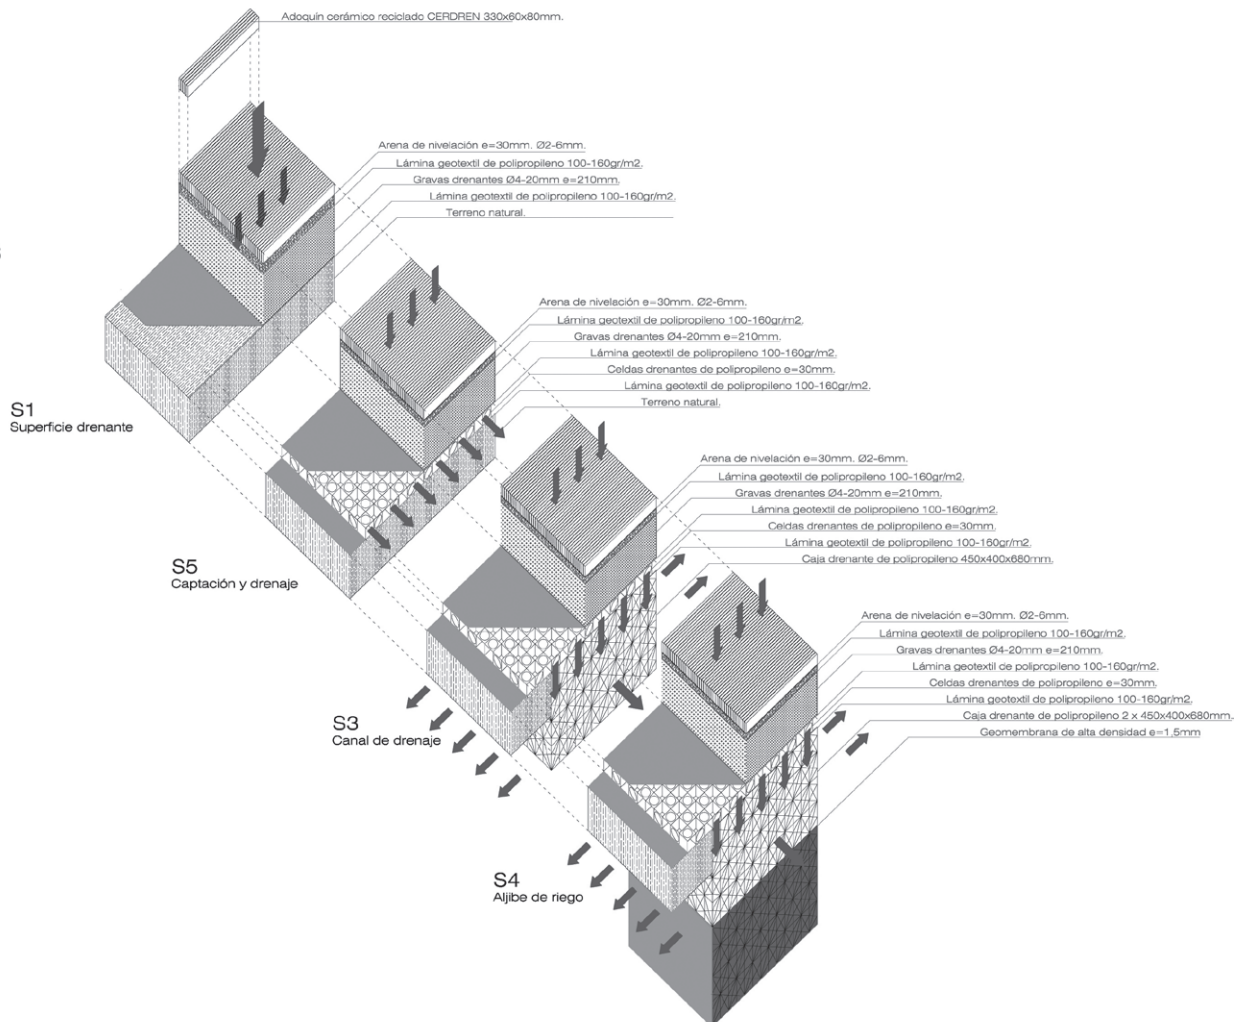 Adoquín cerámico reciclado CERDREN 330x60x80mm.
Arena de nivelación e=30mm. Ø2-6mm.
Lámina geotextil de polipropileno 100-160gr/m2.
Gravas drenantes Ø4-20mm e=210mm.
Lámina geotextil de polipropileno 100-160gr/m2.
Terreno natural.
S1
Superficie drenante
Arena de nivelación e=30mm. Ø2-6mm.
Lámina geotextil de polipropileno 100-160gr/m2.
Gravas drenantes Ø4-20mm e=210mm.
Lámina geotextil de polipropileno 100-160gr/m2.
Celdas drenantes de polipropileno e=30mm.
Lámina geotextil de polipropileno 100-160gr/m2.
Terreno natural.
S5
Captación y drenaje
Arena de nivelación e=30mm. Ø2-6mm.
Lámina geotextil de polipropileno 100-160gr/m2.
Gravas drenantes Ø4-20mm e=210mm.
Lámina geotextil de polipropileno 100-160gr/m2.
Celdas drenantes de polipropileno e=30mm.
Lámina geotextil de polipropileno 100-160gr/m2.
Caja drenante de polipropileno 450x400x680mm.
S3
Canal de drenaje
Arena de nivelación e=30mm. Ø2-6mm.
Lámina geotextil de polipropileno 100-160gr/m2.
Gravas drenantes Ø4-20mm e=210mm.
Lámina geotextil de polipropileno 100-160gr/m2.
Celdas drenantes de polipropileno e=30mm.
Lámina geotextil de polipropileno 100-160gr/m2.
Caja drenante de polipropileno 2 x 450x400x680mm.
Geomembrana de alta densidad e=1,5mm
S4
Aljibe de riego